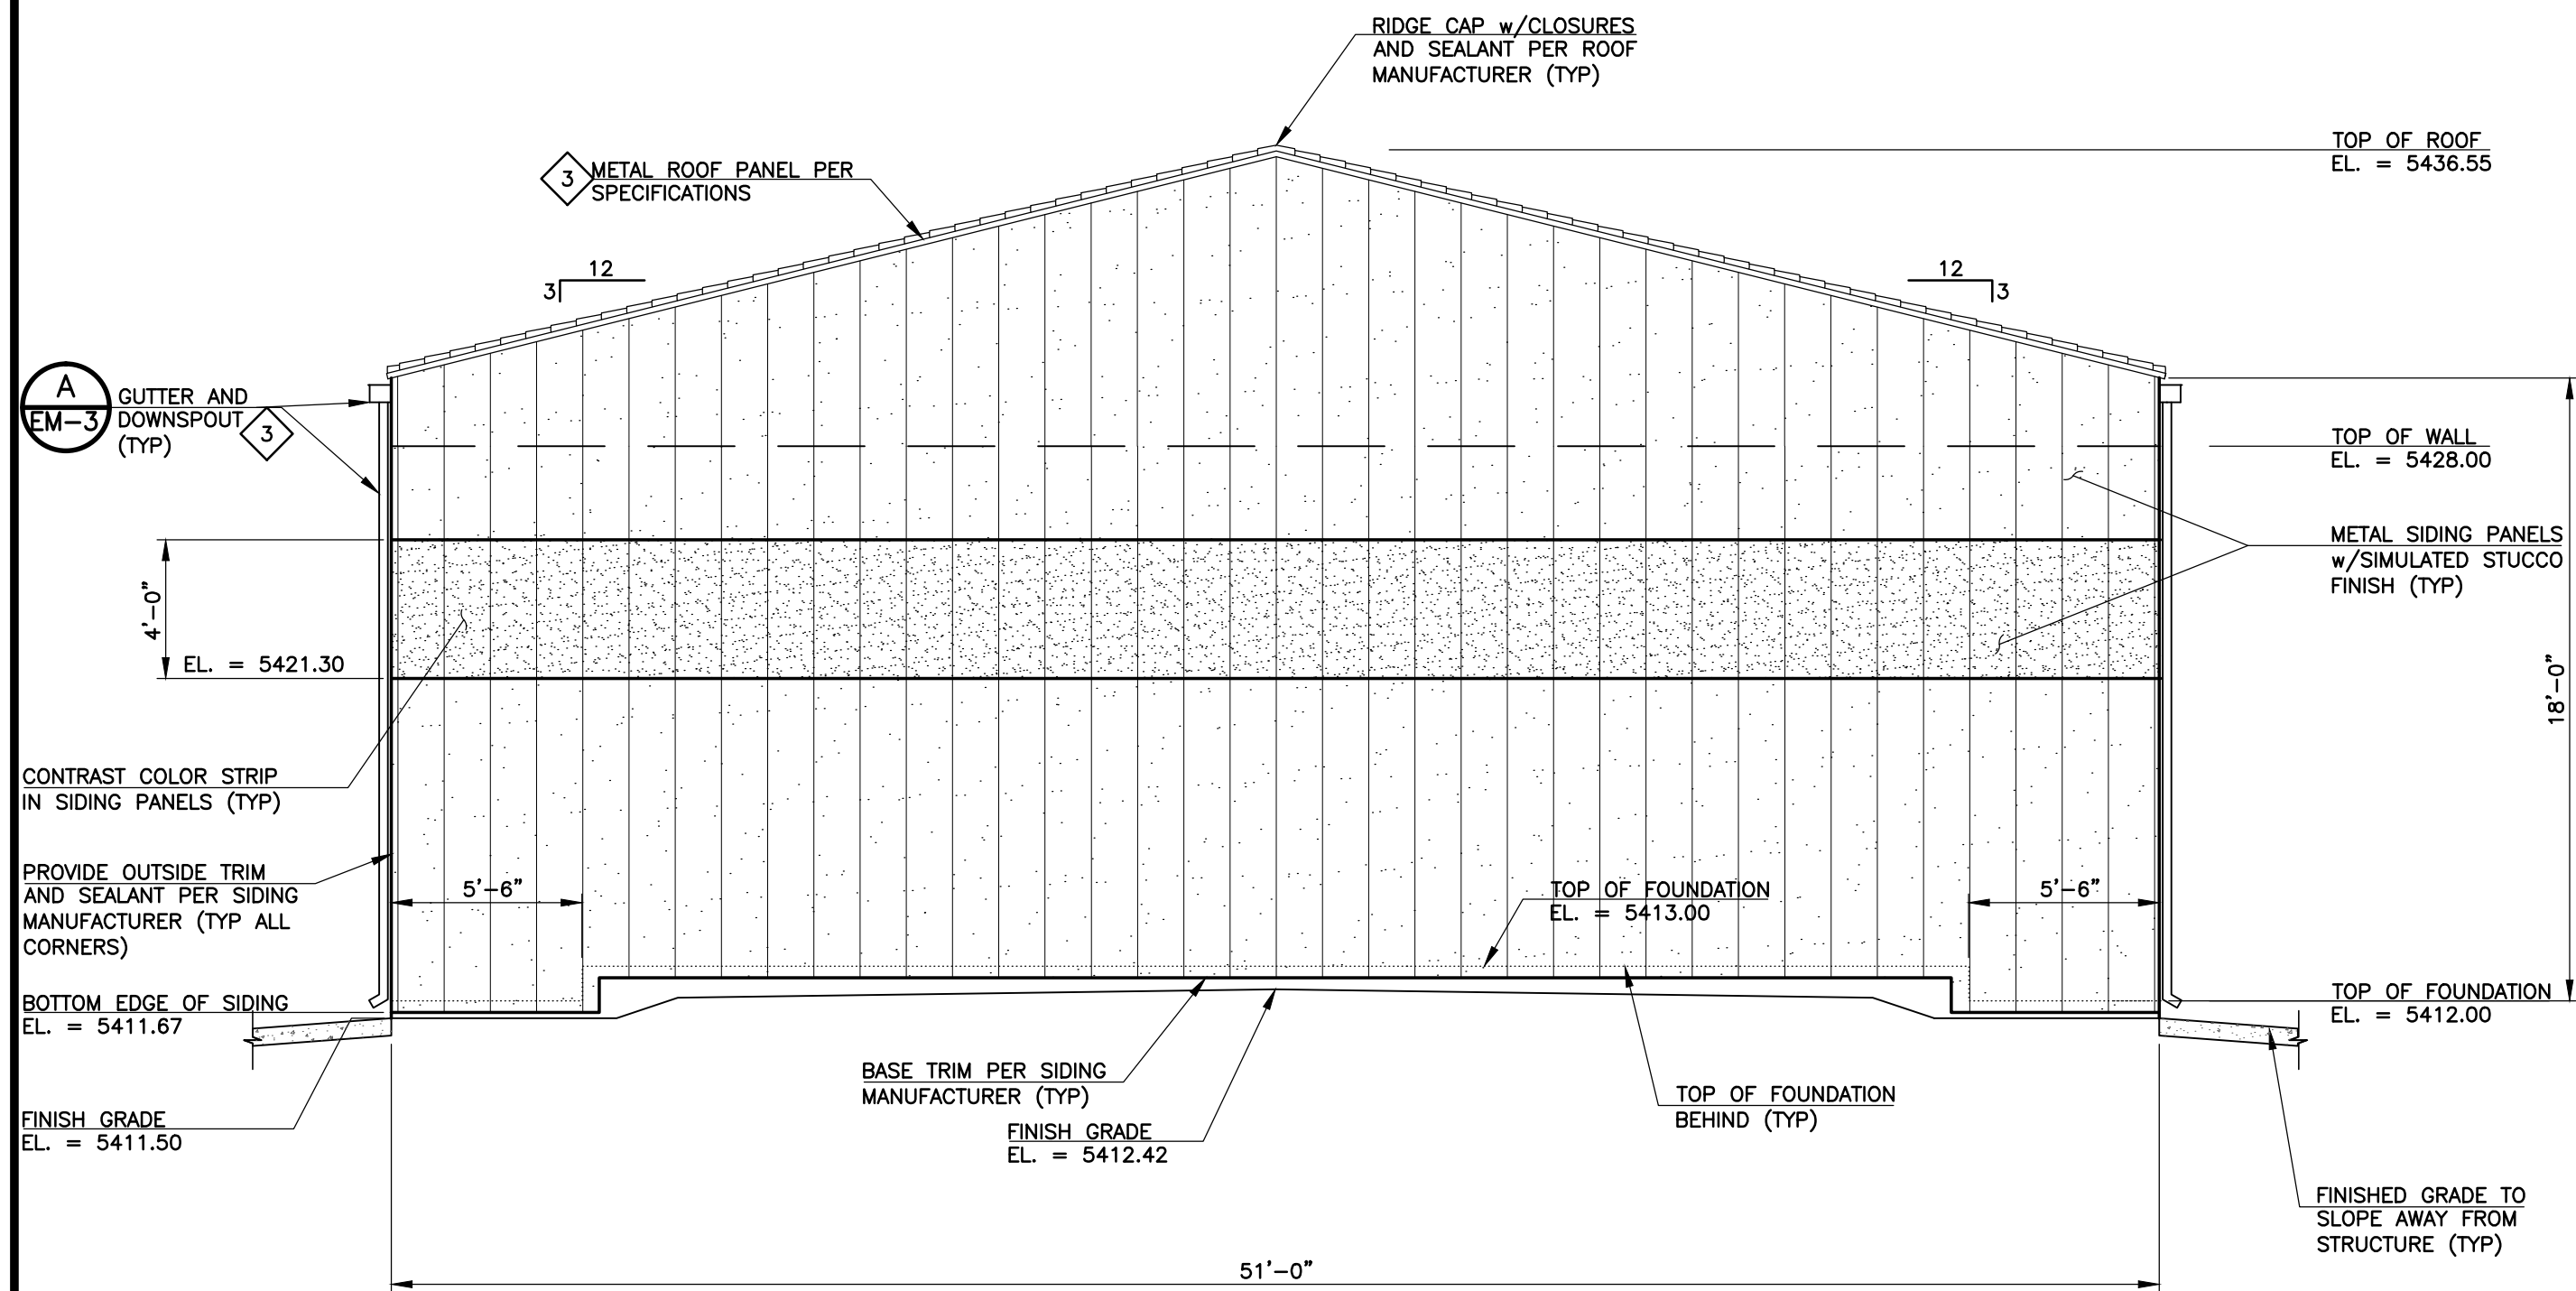 RIDGE CAP w/CLOSURES
AND SEALANT PER ROOF
MANUFACTURER (TYP)
TOP OF ROOF
EL. = 5436.55
3
METAL ROOF PANEL PER
SPECIFICATIONS
12
3
12
3
A
EM-3
GUTTER AND
DOWNSPOUT
(TYP)
3
TOP OF WALL
EL. = 5428.00
METAL SIDING PANELS
w/SIMULATED STUCCO
FINISH (TYP)
4'-0"
EL. = 5421.30
18'-0"
CONTRAST COLOR STRIP
IN SIDING PANELS (TYP)
PROVIDE OUTSIDE TRIM
AND SEALANT PER SIDING
MANUFACTURER (TYP ALL
CORNERS)
5'-6"
TOP OF FOUNDATION
EL. = 5413.00
5'-6"
BOTTOM EDGE OF SIDING
EL. = 5411.67
TOP OF FOUNDATION
EL. = 5412.00
BASE TRIM PER SIDING
MANUFACTURER (TYP)
TOP OF FOUNDATION
BEHIND (TYP)
FINISH GRADE
EL. = 5411.50
FINISH GRADE
EL. = 5412.42
FINISHED GRADE TO
SLOPE AWAY FROM
STRUCTURE (TYP)
51'-0"